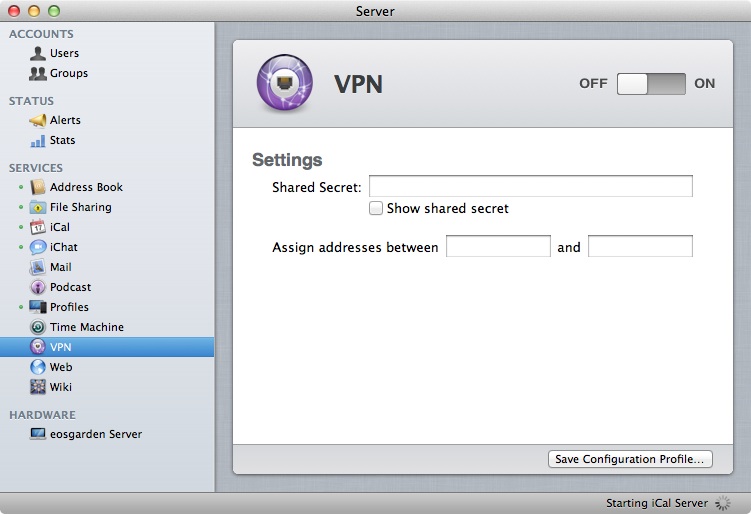 Server
ACCOUNTS
Users
Groups
STATUS
Alerts
Stats
SERVICES
Address Book
File Sharing
17
iCal
iChat
Mail
Podcast
Profiles
Time Machine
VPN
Web
Wiki
HARDWARE
eosgarden Server
VPN
OFF ON
Settings
Shared Secret:
Show shared secret
Assign addresses between and
Save Configuration Profile...
Starting iCal Server